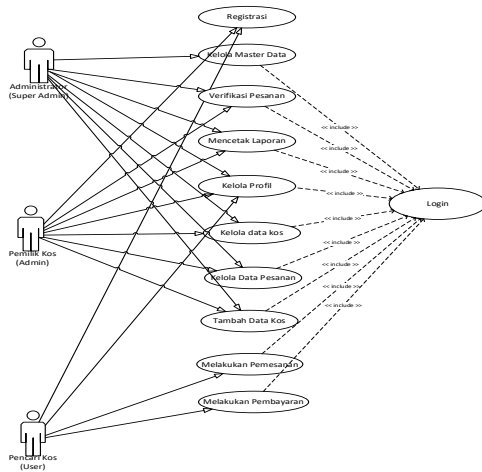 Registrasi
Kelola Master Data
Administrator
(Super Admin)
Verifikasi Pesanan
<< include >>
Mencetak Laporan
<< include >>
Kelola Profil
<< include >>
Login
Pemilik Kos
(Admin)
Kelola data kos
<< include >>
<< include >>
Kelola Data Pesanan
<< include >>
<< include >>
<< include >>
Tambah Data Kos
Melakukan Pemesanan
Melakukan Pembayaran
Pencari Kos
(User)